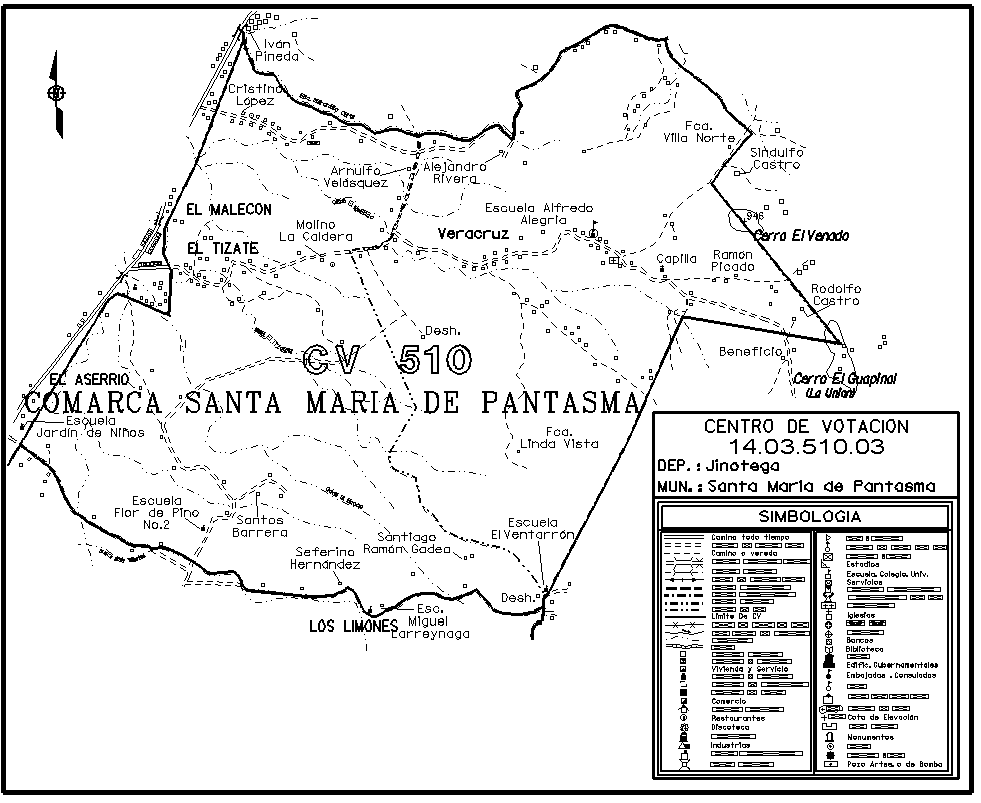 Iván
Pineda
Cristino
López
Fca.
Villa Norte
Sindulfo
Castro
Arnulfo
Velásquez
Alejandro
Rivera
EL MALECON
Escuela Alfredo
Alegría
948
Molino
La Caldera
Veracruz
Cerro El Venado
EL TIZATE
Capilla
Ramón
Picado
Rodolfo
Castro
Desh.
Beneficio
CV 510
EL ASERRIO
Cerro El Guapinol
(La Union)
COMARCA SANTA MARIA DE PANTASMA
Escuela
Jardín de Niños
Fca.
Linda Vista
CENTRO DE VOTACION
14.03.510.03
DEP.: Jinotega
MUN.: Santa María de Pantasma
Escuela
Flor de Pino
No.2
Santos
Barrera
Escuela
El Ventarrón
Santiago
Ramón Gadea
Seferino
Hernández
Desh.
Esc.
Miguel
Larreynaga
LOS LIMONES
SIMBOLOGIA
Camino todo tiempo
Camino o vereda
Límite De CV
Vivienda y Servicio
Comercio
Restaurantes
Discoteca
Industrias
Estadios
Escuela, Colegio, Univ.
Servicios
Iglesias
Bancos
Biblioteca
Edific. Gubernamentales
Embajadas, Consulados
Cota de Elevación
Monumentos
Pozo Artes. o de Bomba